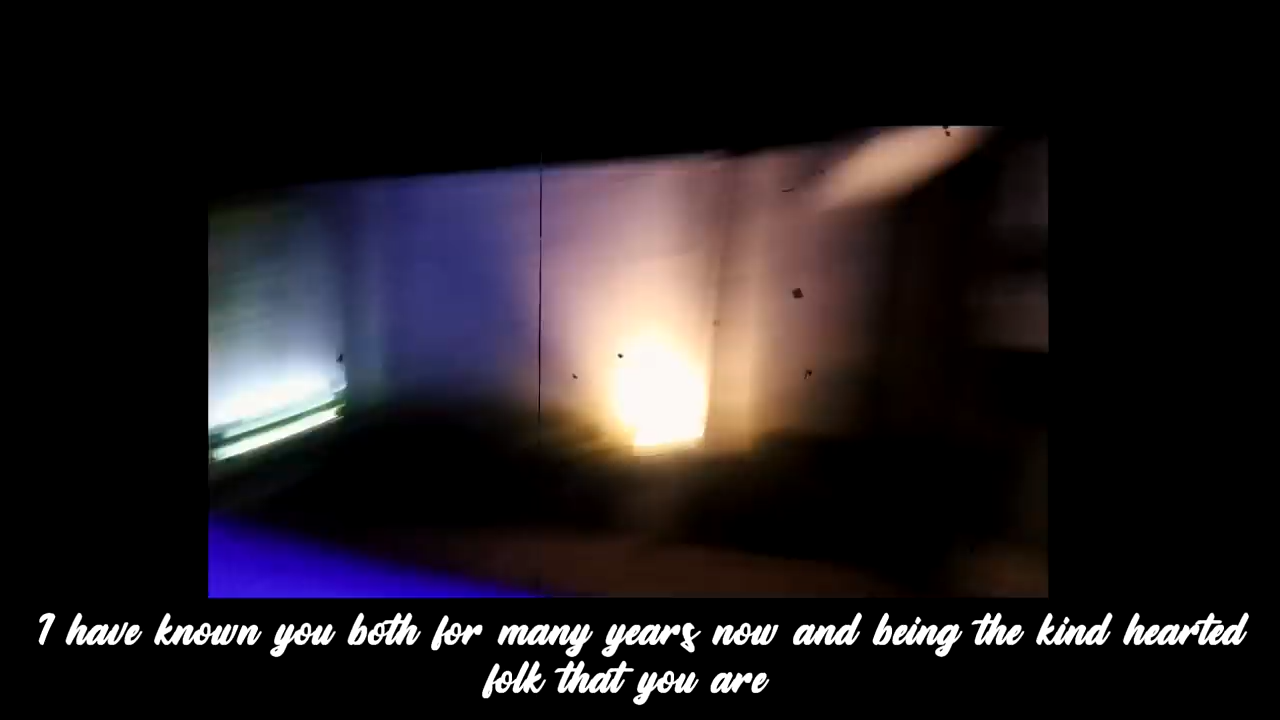 I have known you both for many years now and being the kind hearted
folk that you are